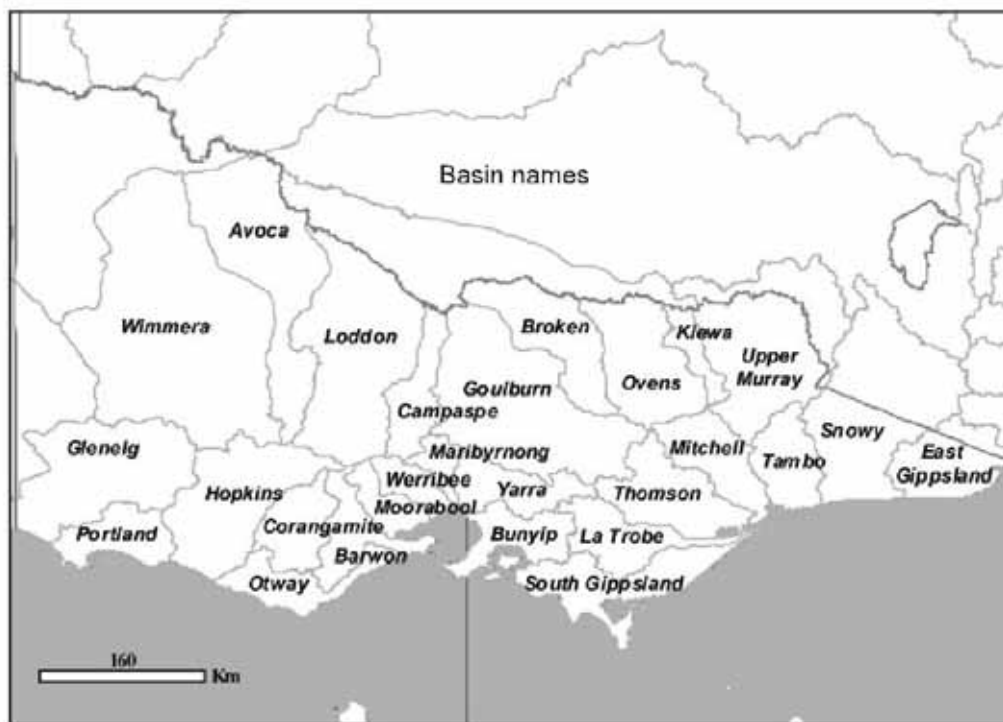 Basin names
Avoca
Wimmera
Loddon
Broken
Kiewa
Upper
Murray
Ovens
Goulburn
Campaspe
Glenelg
Maribyrnong
Mitchell
Snowy
Tambo
East
Gippsland
Hopkins
Werribee
Yarra
Thomson
Moorabool
Corangamite
Portland
Bunyip
La Trobe
Barwon
Otway
South Gippsland
160
Km